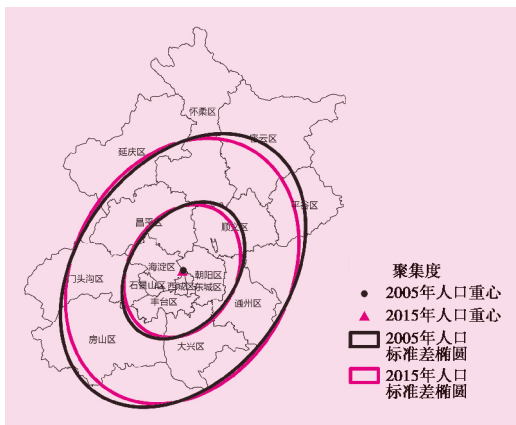 怀柔区
密云区
延庆区
平谷区
昌平区
顺义区
海淀区
朝阳区
门头沟区
石景山区
西城区
东城区
丰台区
通州区
房山区
大兴区
聚集度
2005年人口重心
2015年人口重心
2005年人口
标准差椭圆
2015年人口
标准差椭圆